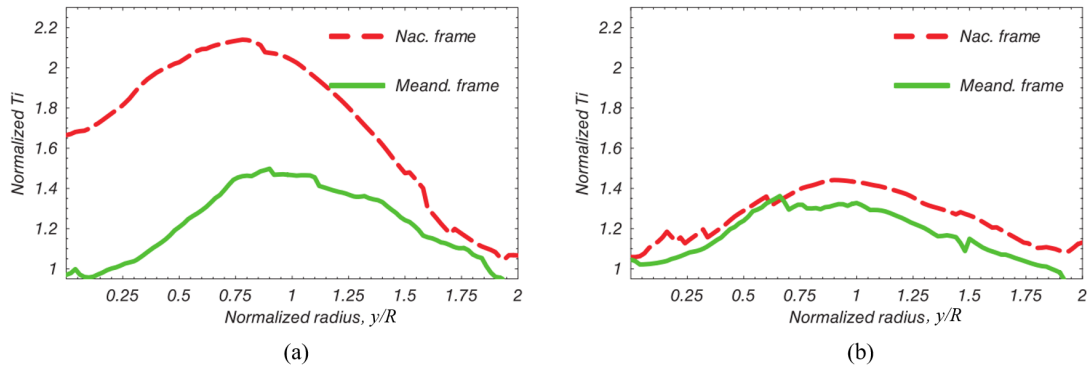 2.2
2
1.8
1.6
1.4
1.2
1
Normalized Ti
Nac. frame
Meand. frame
0.25 0.5 0.75 1 1.25 1.5 1.75 2
Normalized radius, y/R
(a)
2.2
2
1.8
1.6
1.4
1.2
1
Normalized Ti
Nac. frame
Meand. frame
0.25 0.5 0.75 1 1.25 1.5 1.75 2
Normalized radius, y/R
(b)